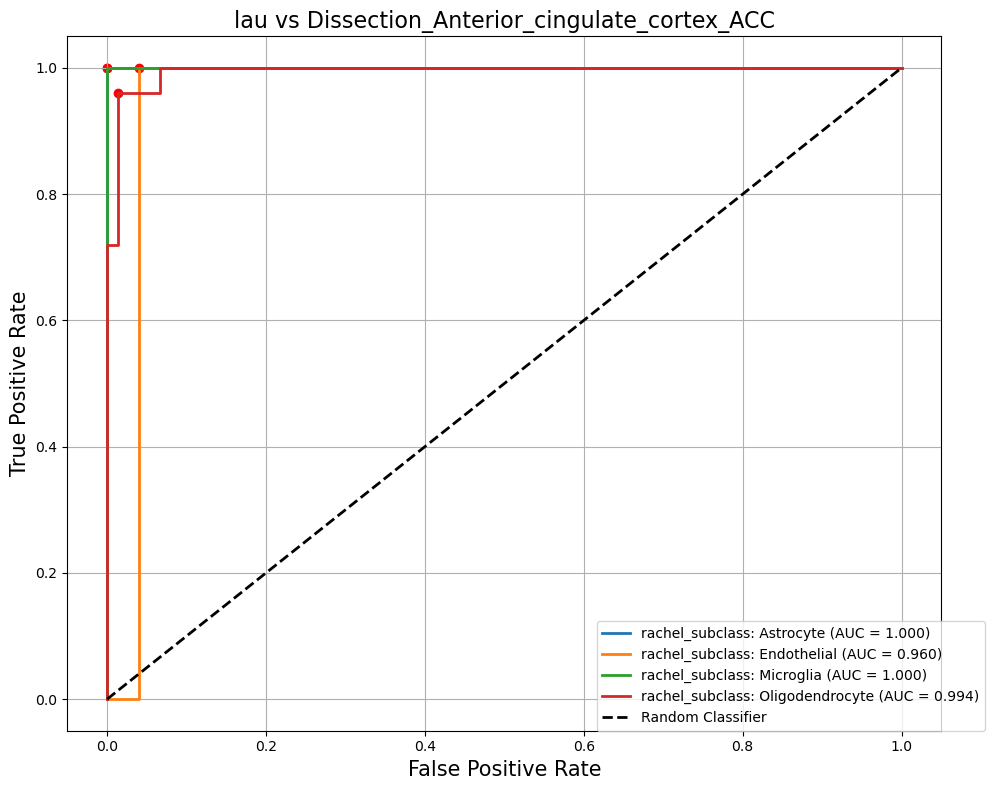 lau vs Dissection_Anterior_cingulate_cortex_ACC
True Positive Rate
1.0
0.8
0.6
0.4
0.2
0.0
rachel_subclass: Astrocyte (AUC = 1.000)
rachel_subclass: Endothelial (AUC = 0.960)
rachel_subclass: Microglia (AUC = 1.000)
rachel_subclass: Oligodendrocyte (AUC = 0.994)
Random Classifier
0.0 0.2 0.4 0.6 0.8 1.0
False Positive Rate